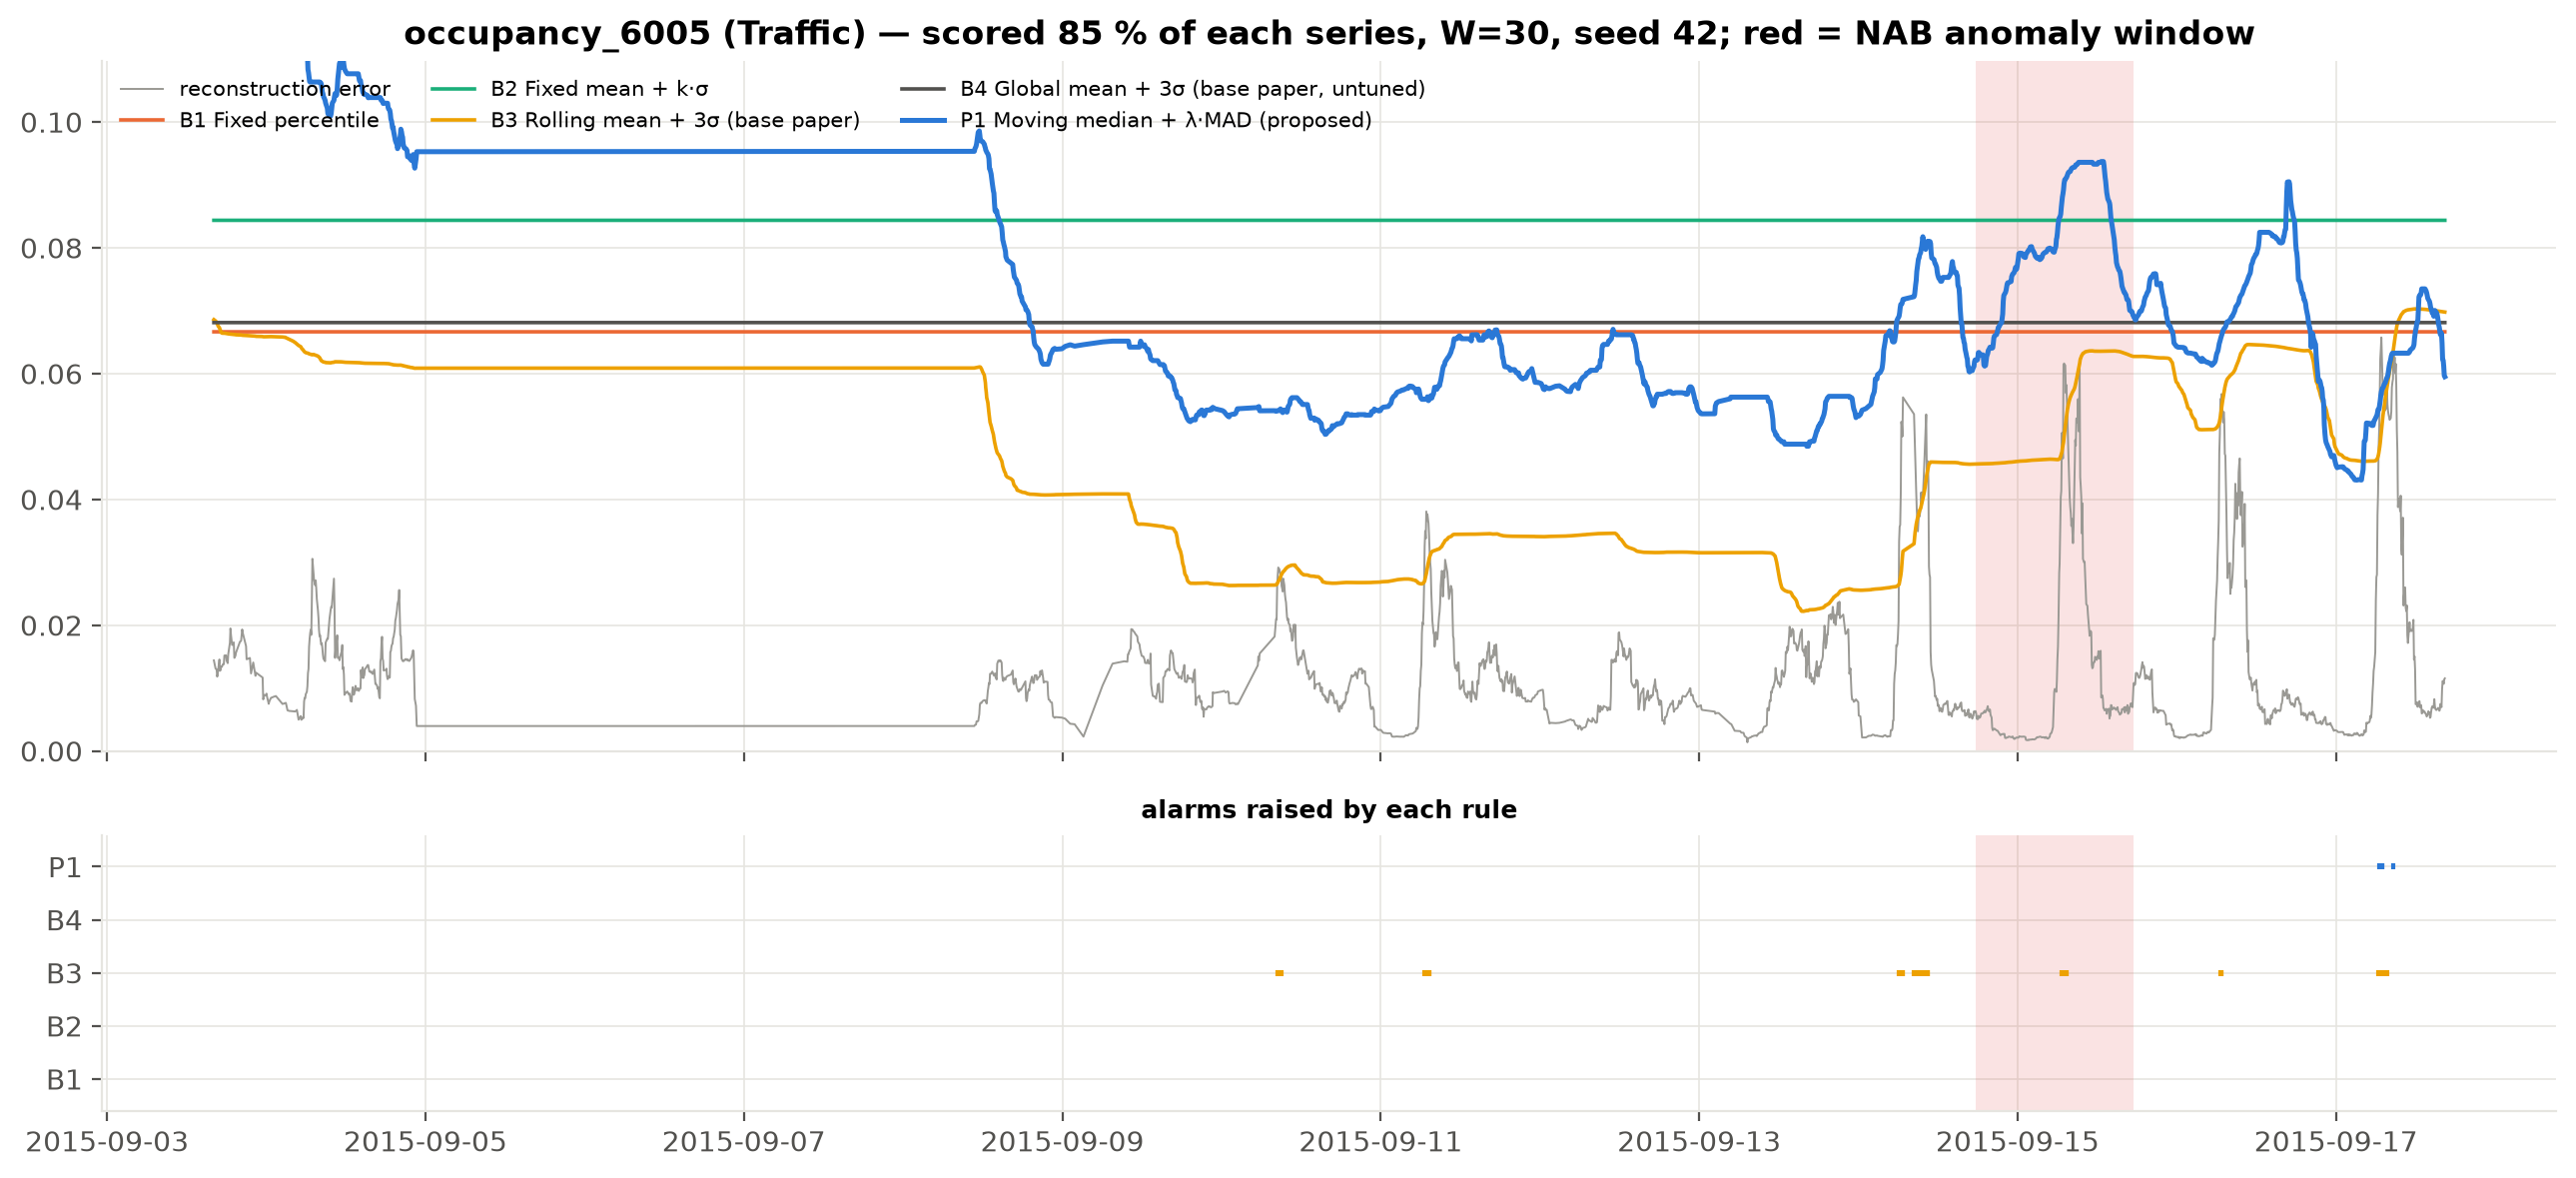 occupancy_6005 (Traffic) — scored 85 % of each series, W=30, seed 42; red = NAB anomaly window
reconstruction error
B1 Fixed percentile
B2 Fixed mean + k·σ
B3 Rolling mean + 3σ (base paper)
B4 Global mean + 3σ (base paper, untuned)
P1 Moving median + λ·MAD (proposed)
0.10
0.08
0.06
0.04
0.02
0.00
alarms raised by each rule
P1
B4
B3
B2
B1
2015-09-03 2015-09-05 2015-09-07 2015-09-09 2015-09-11 2015-09-13 2015-09-15 2015-09-17